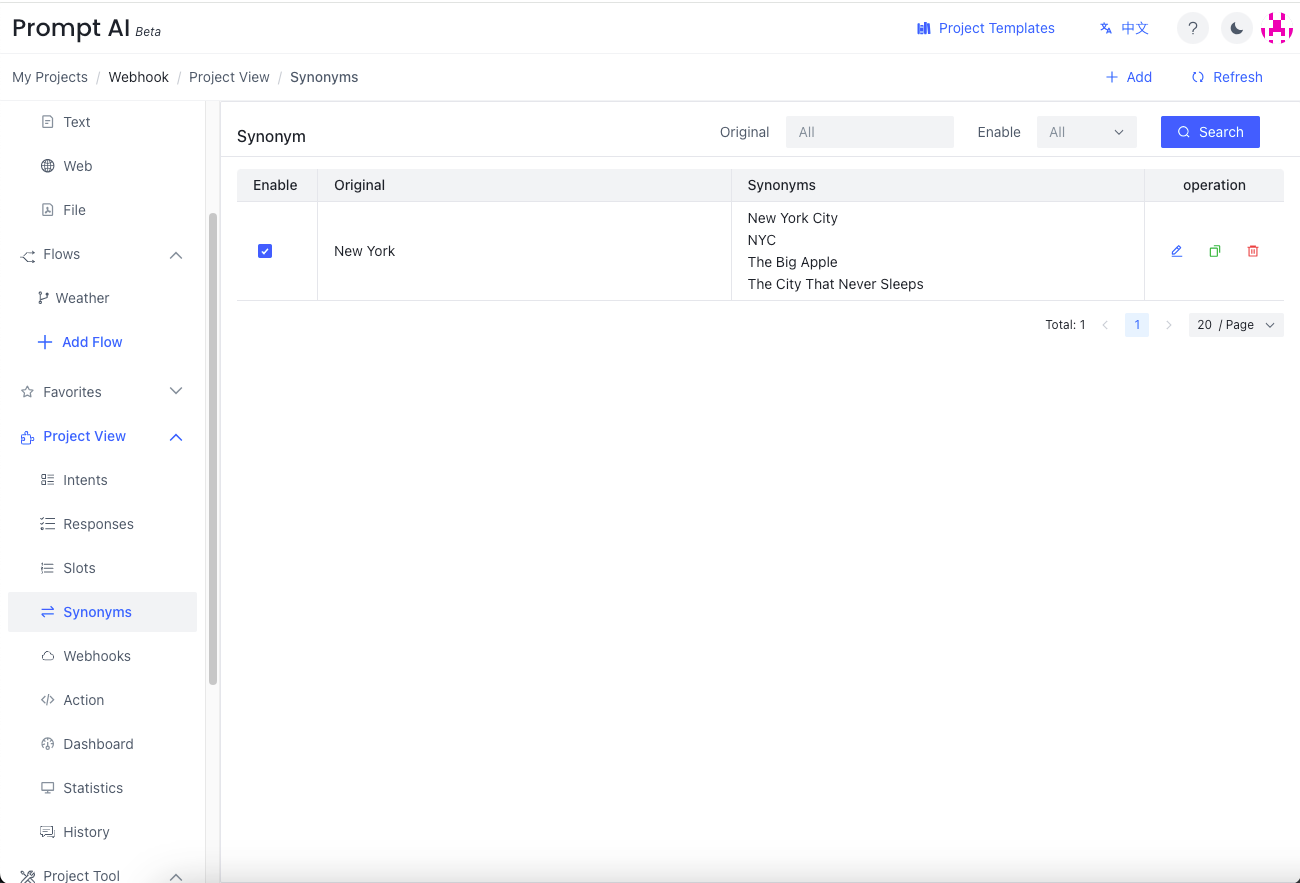 Prompt AI Beta
Project Templates
中文
?
My Projects / Webhook / Project View / Synonyms
Add
Refresh
Text
Web
File
Flows
Weather
Add Flow
Favorites
Project View
Intents
Responses
Slots
Synonyms
Webhooks
Action
Dashboard
Statistics
History
Project Tool
Synonym
Original All
Enable All
Search
Enable Original Synonyms operation
New York
New York City
NYC
The Big Apple
The City That Never Sleeps
Total: 1 < 1 > 20 / Page